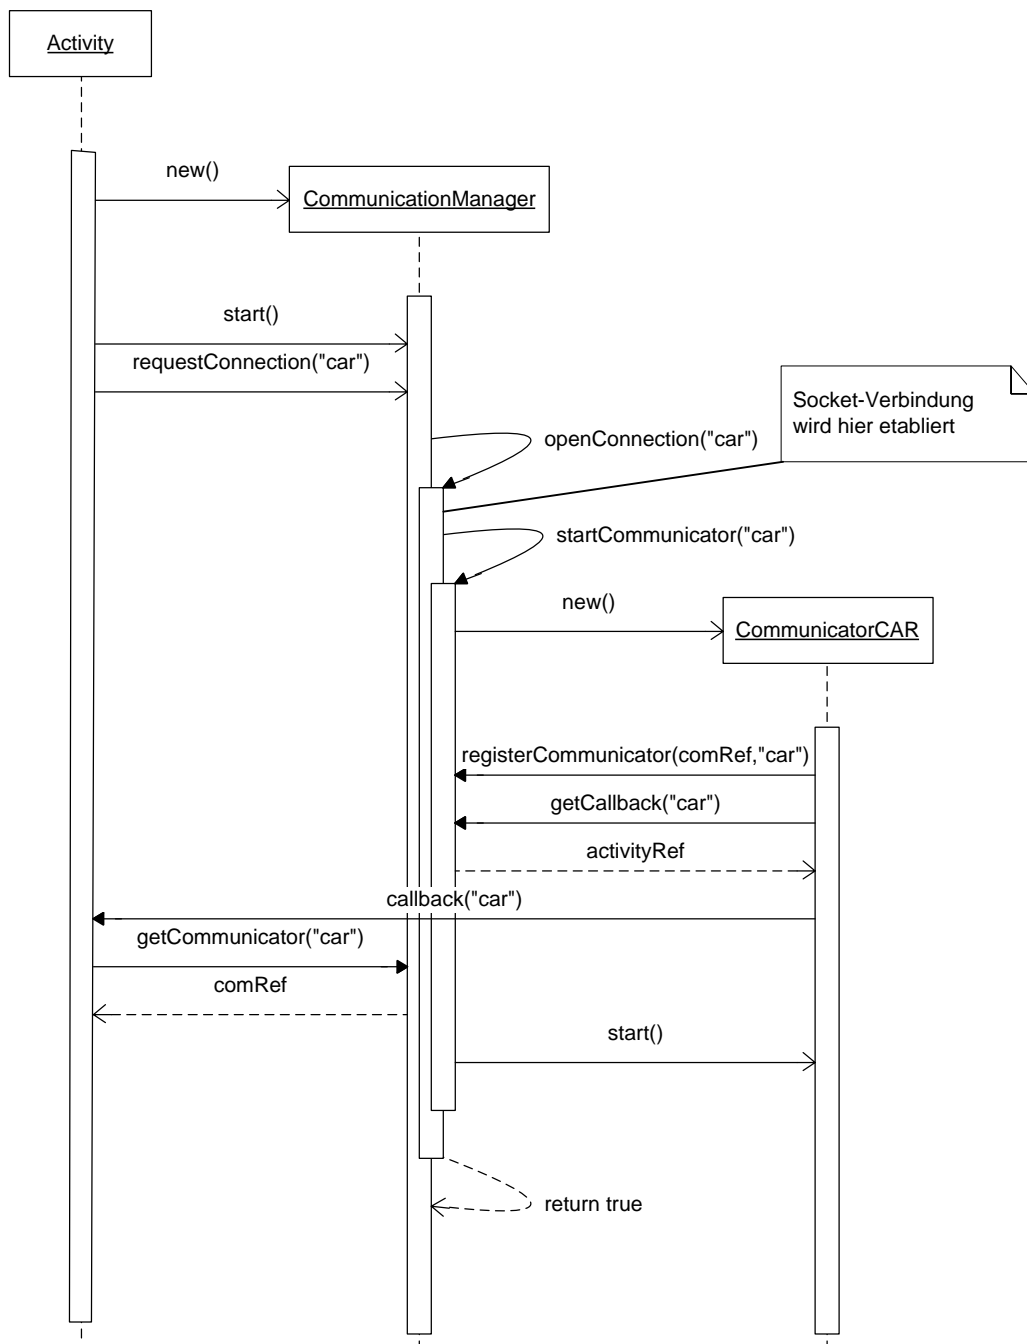 Activity
new()
CommunicationManager
start()
requestConnection("car")
Socket-Verbindung
wird hier etabliert
openConnection("car")
startCommunicator("car")
new()
CommunicatorCAR
registerCommunicator(comRef,"car")
getCallback("car")
activityRef
callback("car")
getCommunicator("car")
comRef
start()
return true